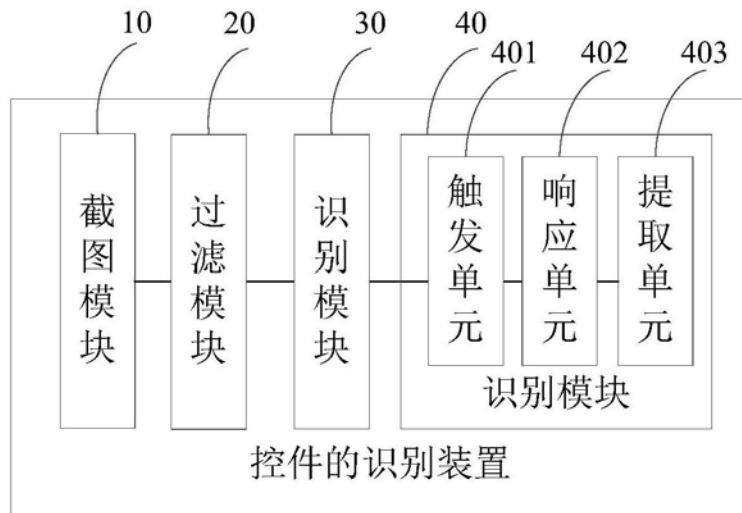 10
20
30
40
401
402
403
截图模块
过滤模块
识别模块
触发单元
响应单元
提取单元
识别模块
控件的识别装置